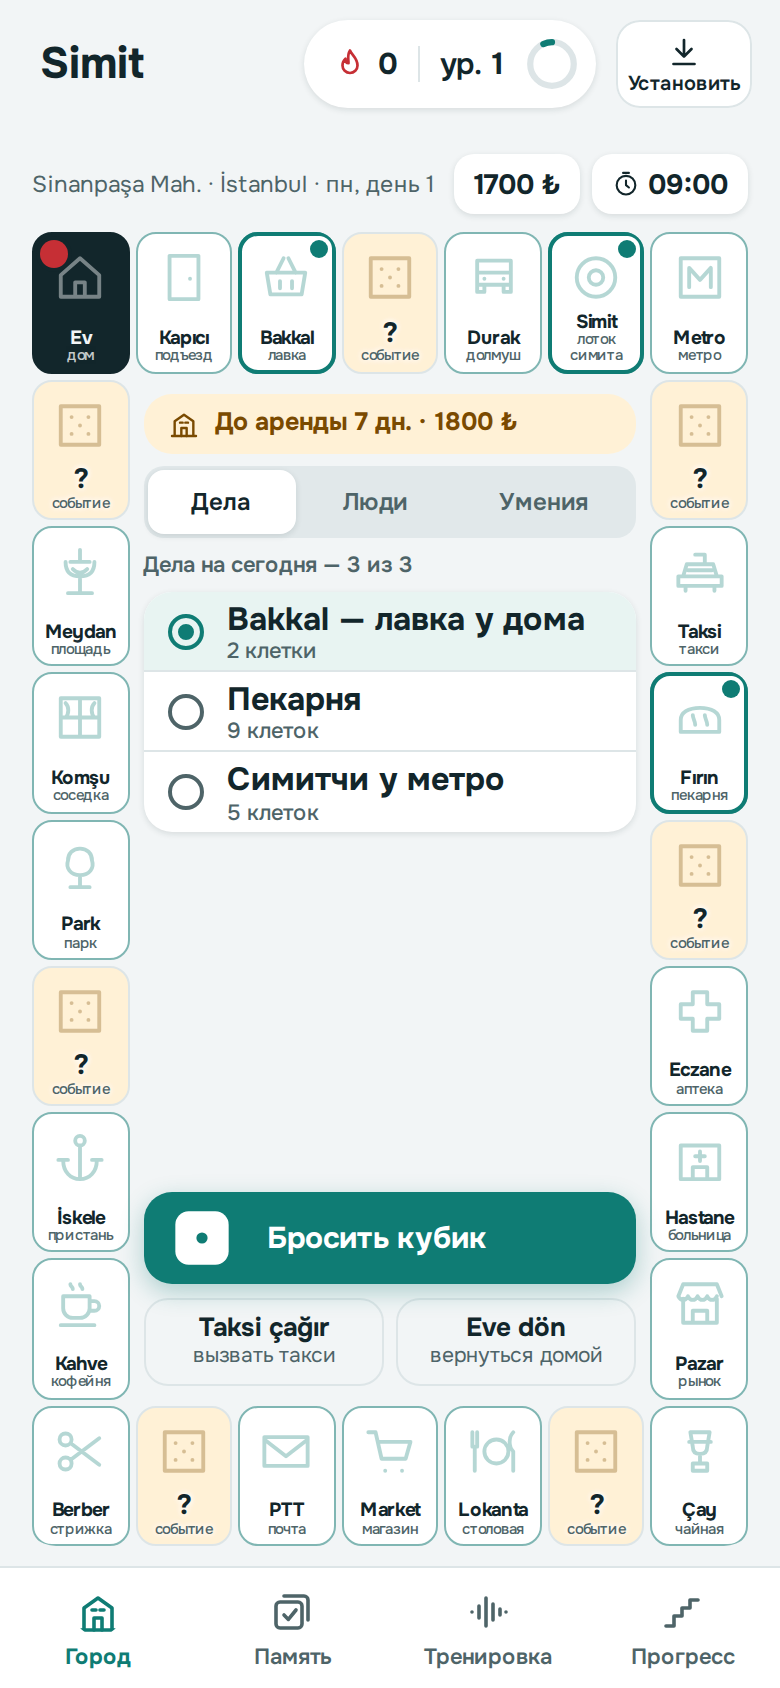 Simit
0
ур. 1
Установить
Sinanpaşa Mah. · İstanbul · пн, день 1
1700 ₺
09:00
Ev
дом
Kapıcı
подъезд
Bakkal
лавка
?
событие
Durak
долмуш
Simit
лоток
симита
Metro
метро
?
событие
До аренды 7 дн. · 1800 ₺
?
событие
Дела
Люди
Умения
Дела на сегодня — 3 из 3
Bakkal — лавка у дома
2 клетки
Пекарня
9 клеток
Симитчи у метро
5 клеток
Meydan
площадь
Taksi
такси
Komşu
соседка
Fırın
пекарня
Park
парк
?
событие
?
событие
Eczane
аптека
İskele
пристань
Hastane
больница
Бросить кубик
Taksi çağır
вызвать такси
Eve dön
вернуться домой
Kahve
кофейня
Pazar
рынок
Berber
стрижка
?
событие
PTT
почта
Market
магазин
Lokanta
столовая
?
событие
Çay
чайная
Город
Память
Тренировка
Прогресс